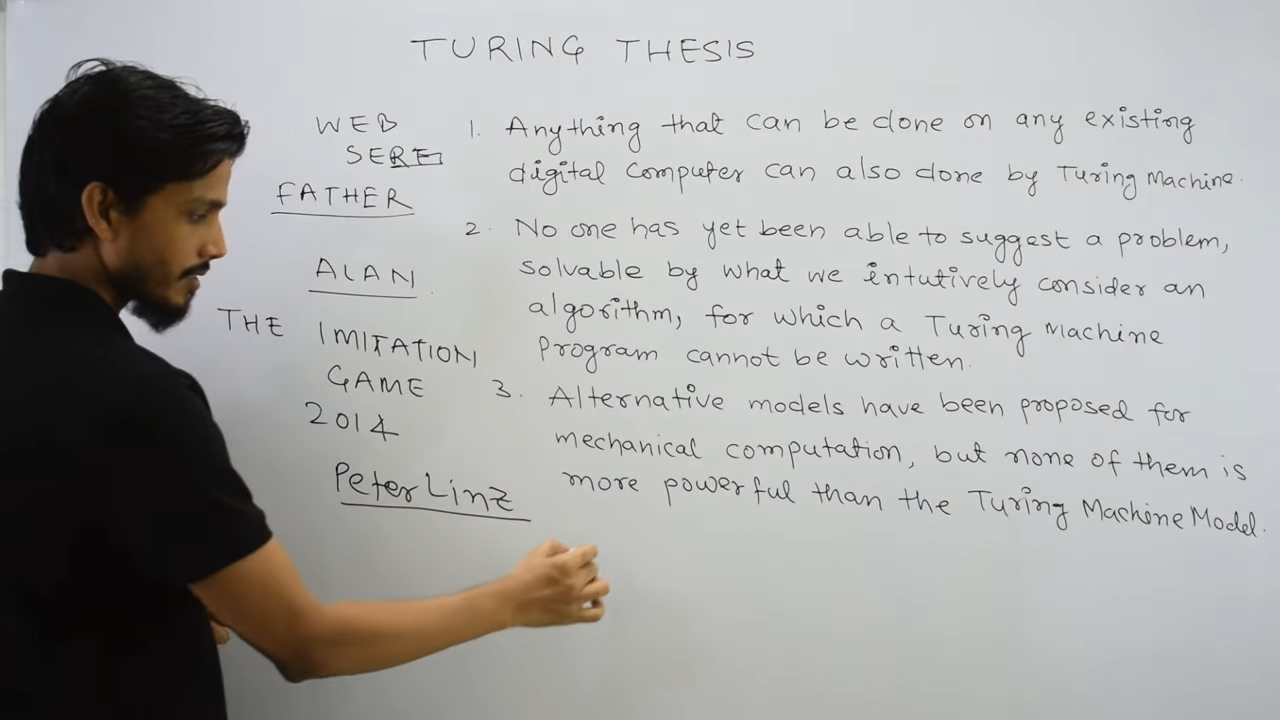 TURING THESIS
WEB
SERE
FATHER
ALAN
THE IMITATION
GAME
2014
Peter Linz
1. Anything that can be done on any existing
digital computer can also done by Turing Machine.
2. No one has yet been able to suggest a problem,
solvable by what we intutively consider an
algorithm, for which a Turing Machine
Program cannot be written.
3. Alternative models have been proposed for
mechanical computation, but none of them is
more powerful than the Turing Machine Model.